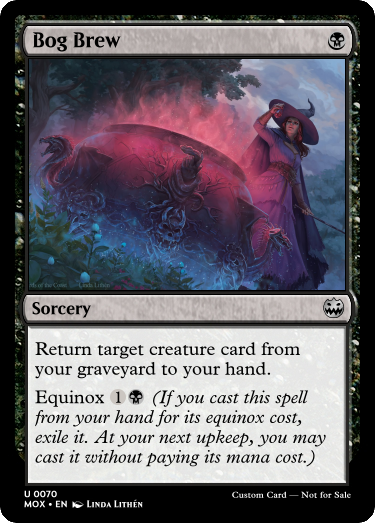 Bog Brew
Sorcery
Return target creature card from
your graveyard to your hand.
Equinox 1 (If you cast this spell
from your hand for its equinox cost,
exile it. At your next upkeep, you may
cast it without paying its mana cost.)
U 0070
MOX • EN Linda Lithén
Custom Card — Not for Sale